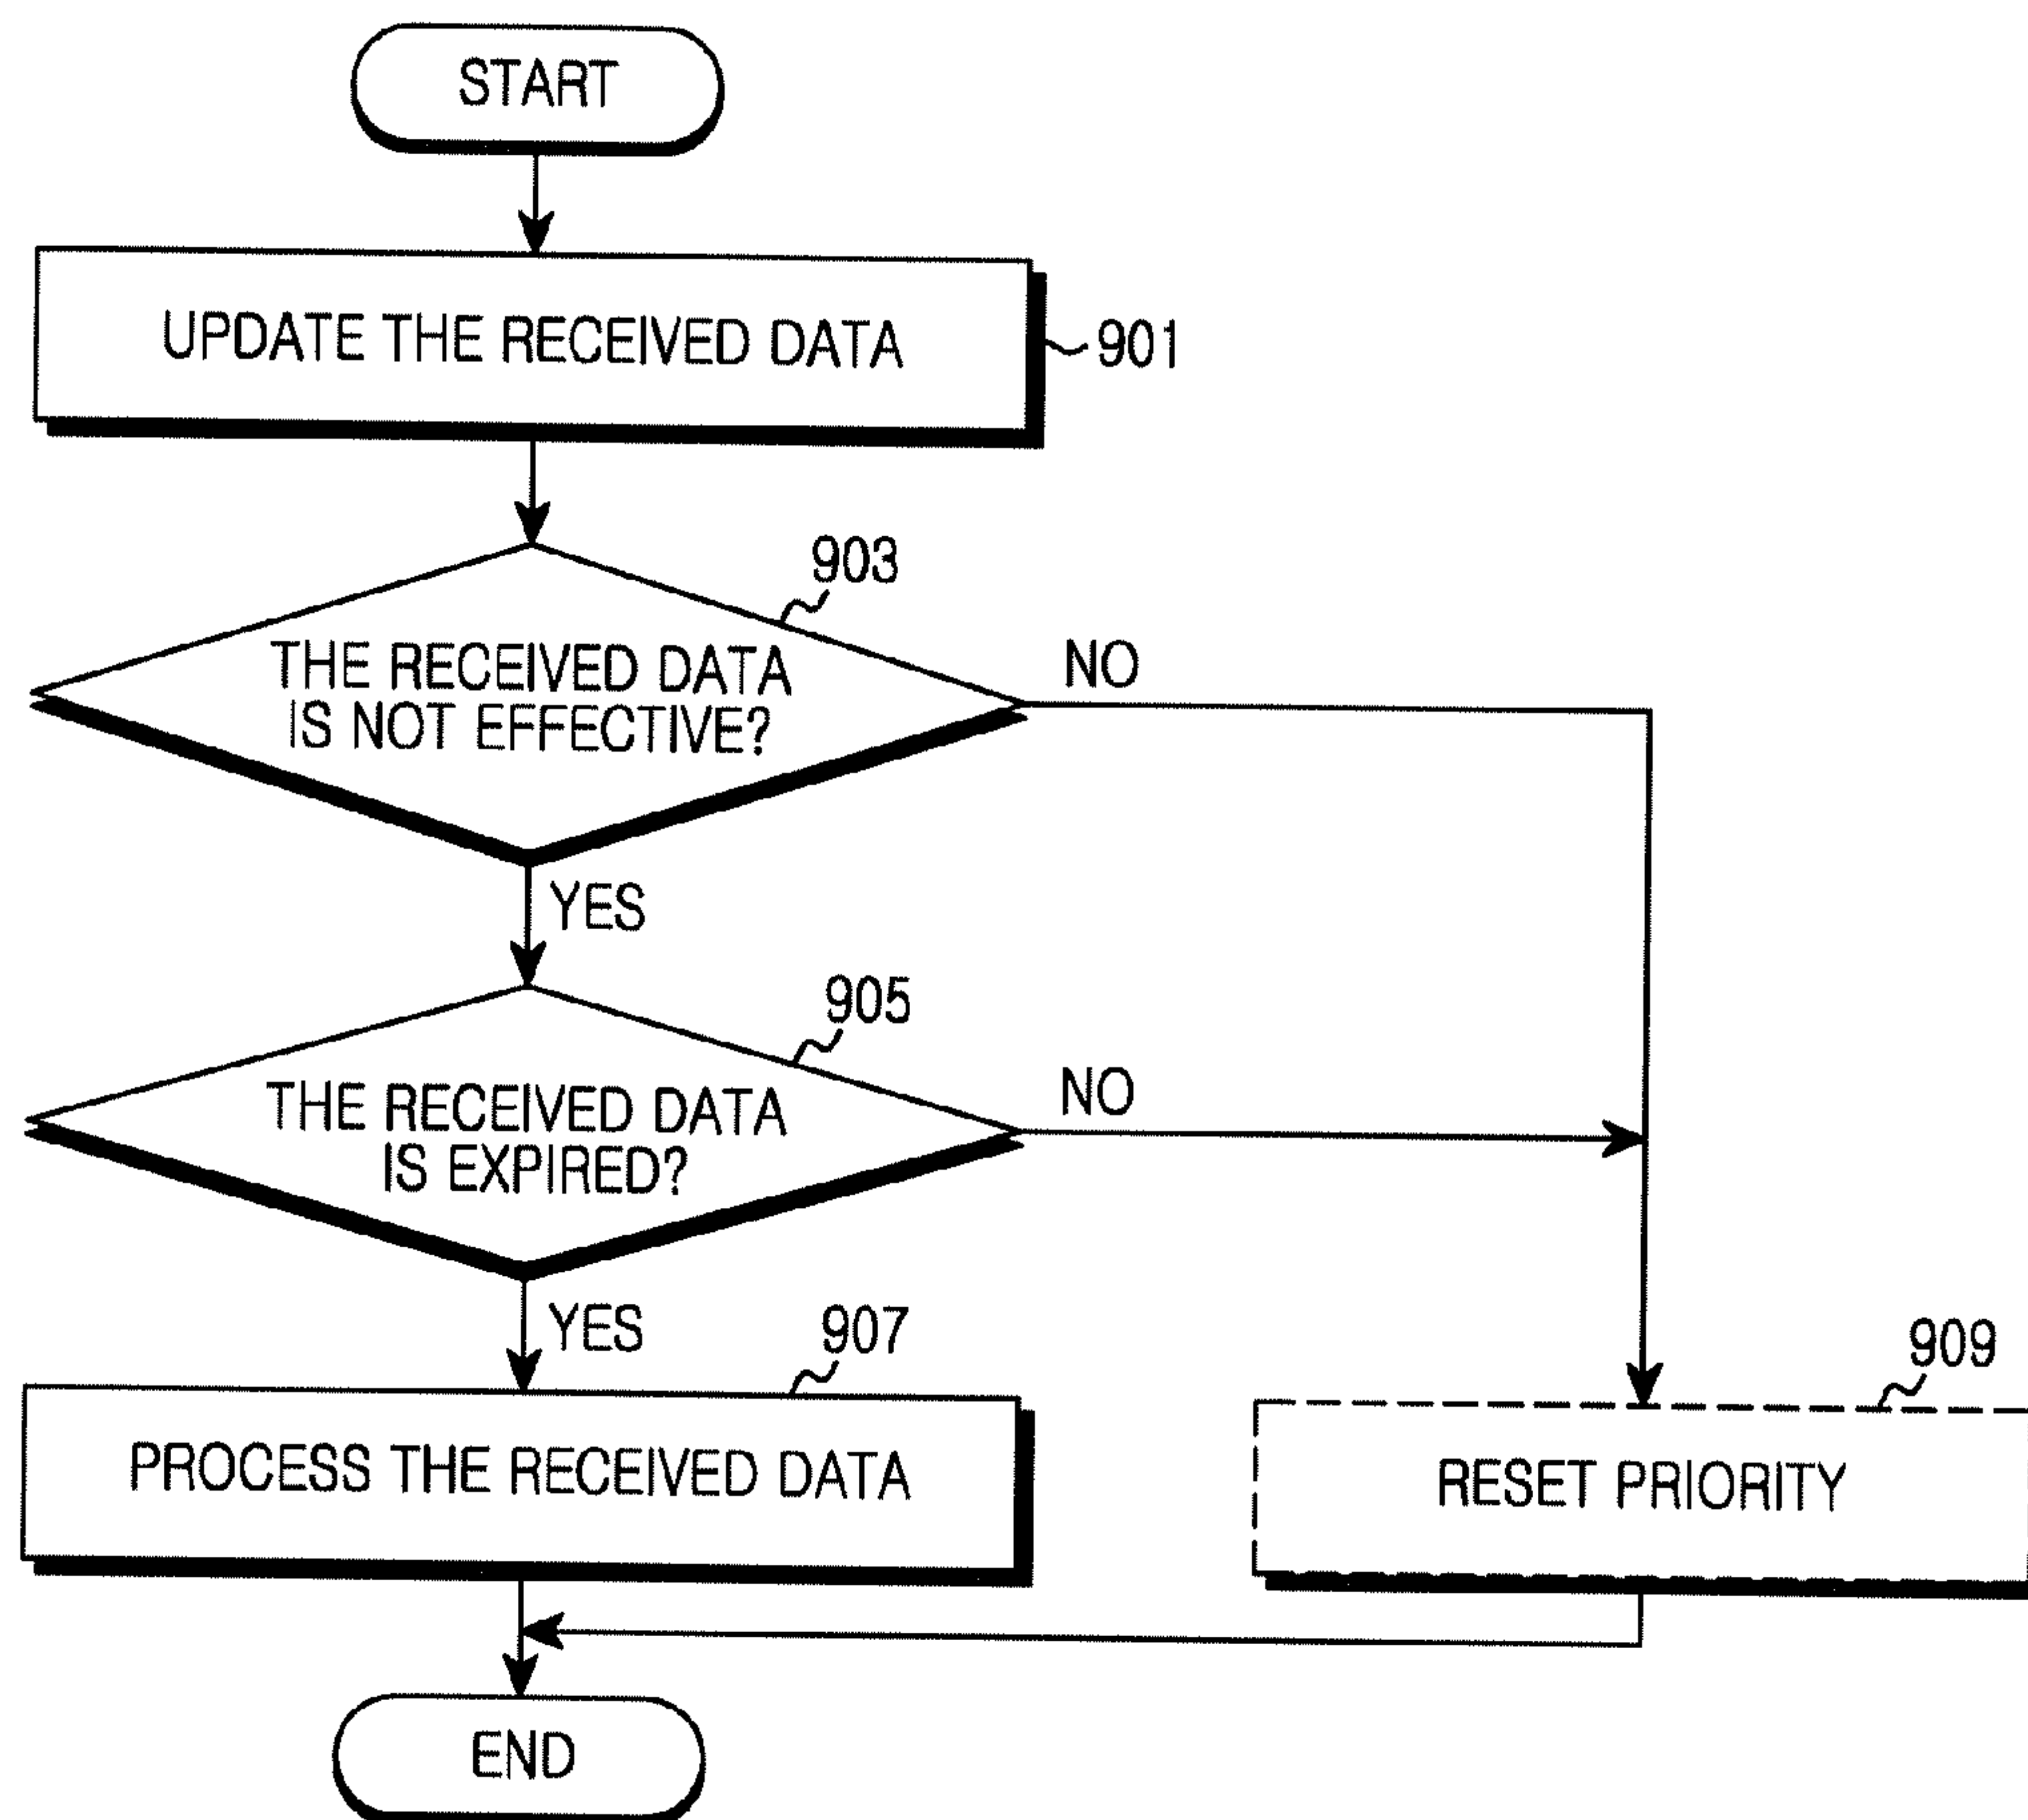 START
UPDATE THE RECEIVED DATA
901
903
THE RECEIVED DATA
IS NOT EFFECTIVE?
NO
YES
905
THE RECEIVED DATA
IS EXPIRED?
NO
YES
907
PROCESS THE RECEIVED DATA
909
RESET PRIORITY
END